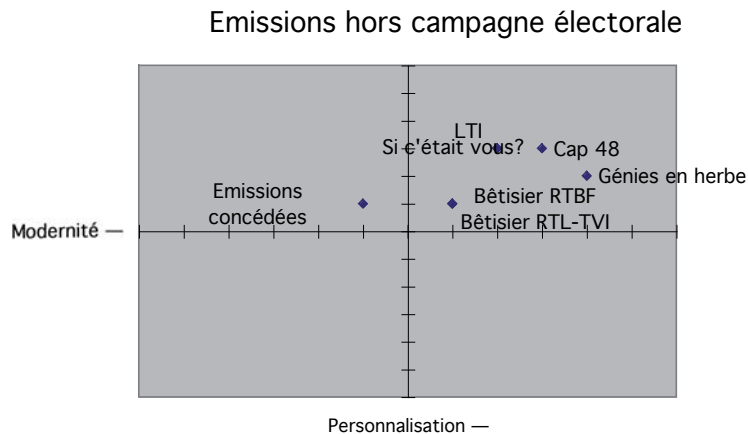 Emissions hors campagne électorale
LTI
Si c'était vous?
Cap 48
Génies en herbe
Emissions
concédées
Bêtisier RTBF
Bêtisier RTL-TVI
Modernité —
Personnalisation —